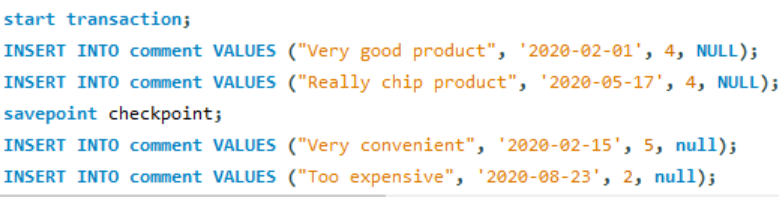 start transaction;
INSERT INTO comment VALUES ("Very good product", '2020-02-01', 4, NULL);
INSERT INTO comment VALUES ("Really chip product", '2020-05-17', 4, NULL);
savepoint checkpoint;
INSERT INTO comment VALUES ("Very convenient", '2020-02-15', 5, null);
INSERT INTO comment VALUES ("Too expensive", '2020-08-23', 2, null);